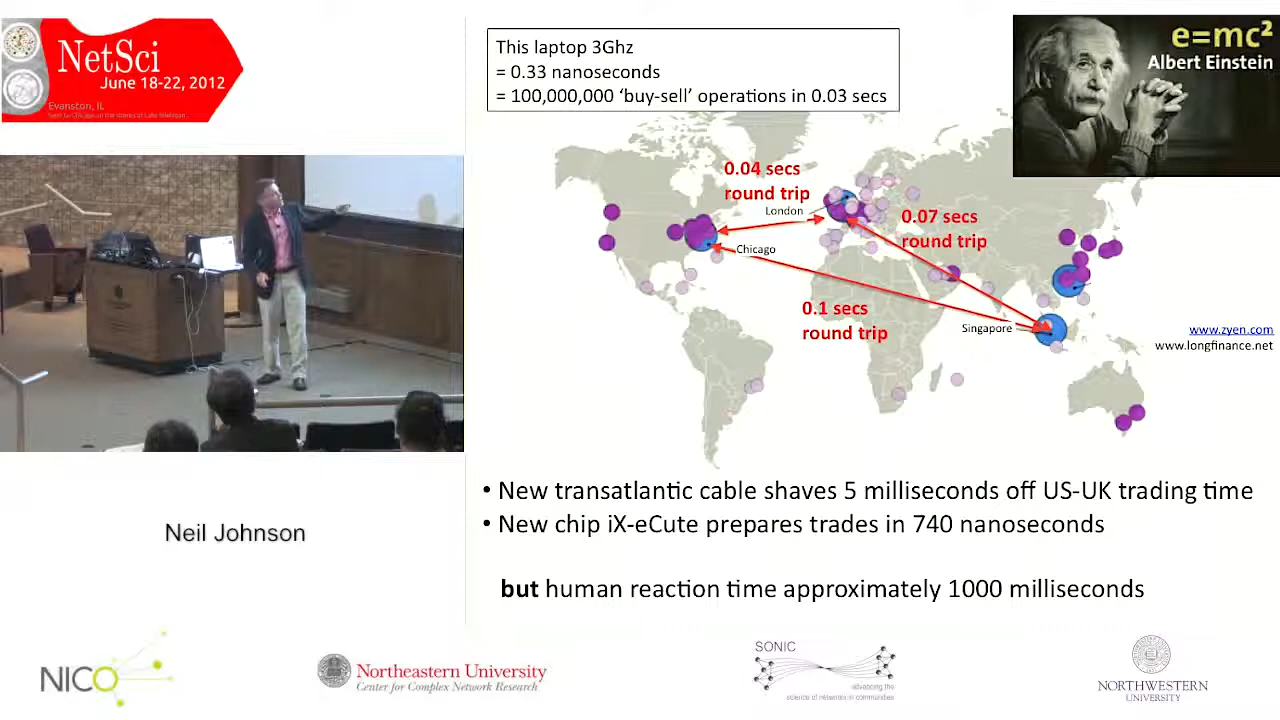 NetSci
June 18-22, 2012
Evanston, IL
This laptop 3Ghz
= 0.33 nanoseconds
= 100,000,000 ‘buy-sell’ operations in 0.03 secs
e=mc²
Albert Einstein
0.04 secs
round trip
London
0.07 secs
round trip
Chicago
0.1 secs
round trip
Singapore
www.zyen.com
www.longfinance.net
• New transatlantic cable shaves 5 milliseconds off US-UK trading time
• New chip iX-eCute prepares trades in 740 nanoseconds
but human reaction time approximately 1000 milliseconds
Neil Johnson
NICO
Northeastern University
Center for Complex Network Research
SONIC
advancing the
science of networks in communities
NORTHWESTERN
UNIVERSITY